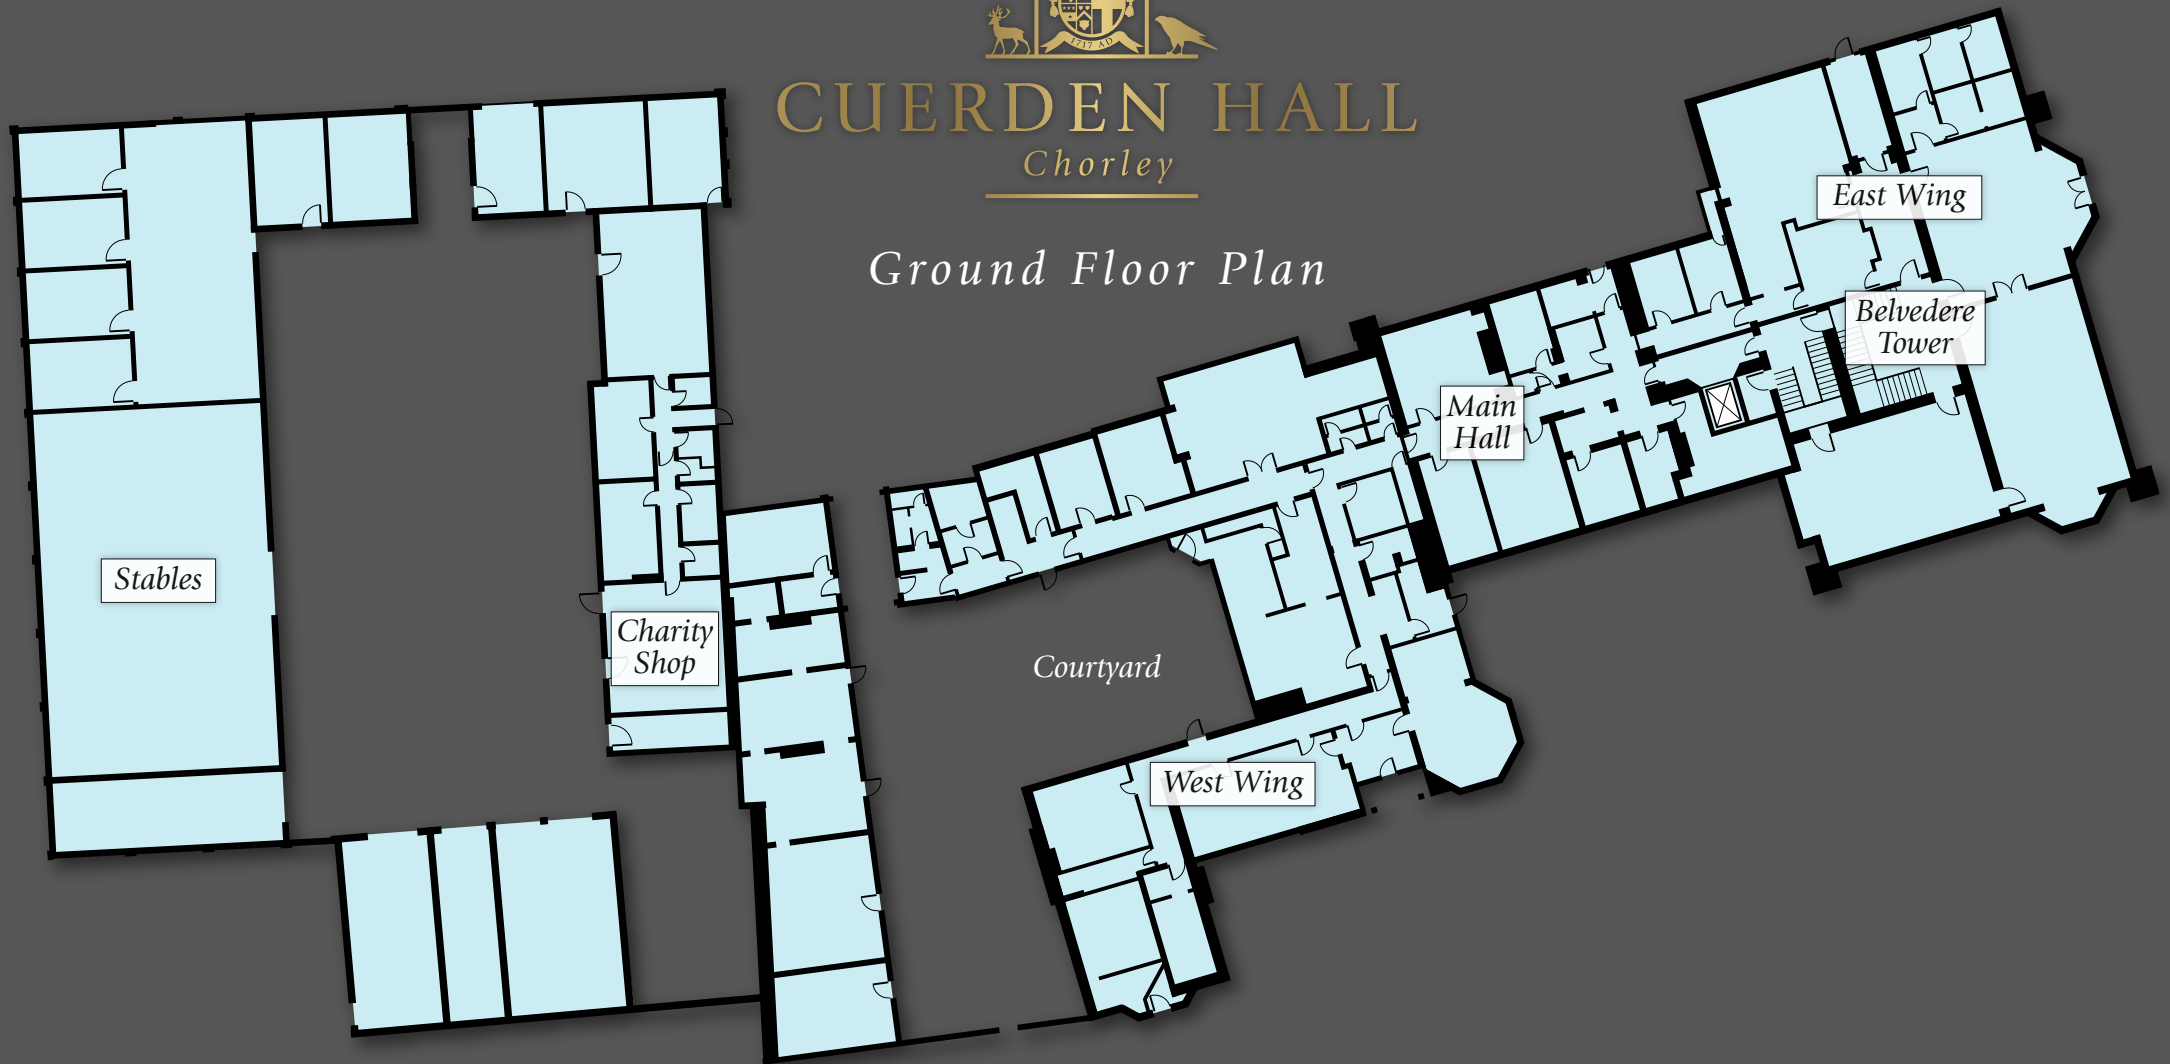 1717 AD
CUERDEN HALL
Chorley
Ground Floor Plan
East Wing
Belvedere
Tower
Main
Hall
Stables
Charity
Shop
Courtyard
West Wing